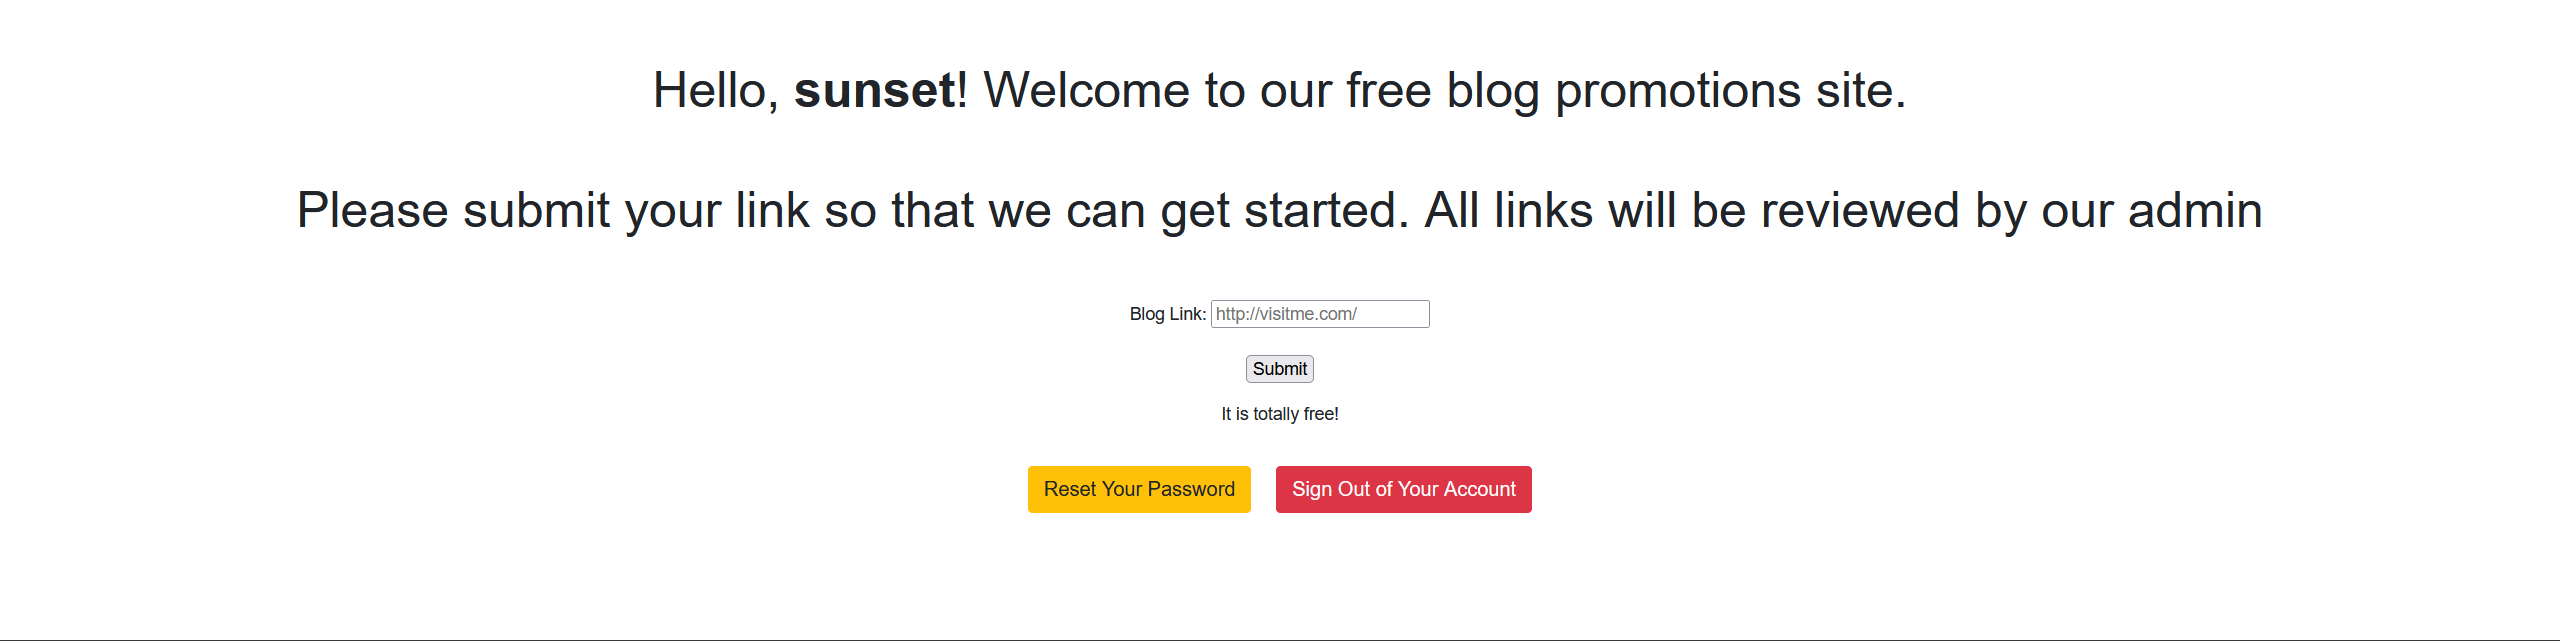 Hello, sunset! Welcome to our free blog promotions site.
Please submit your link so that we can get started. All links will be reviewed by our admin
Blog Link: http://visitme.com/
Submit
It is totally free!
Reset Your Password Sign Out of Your Account